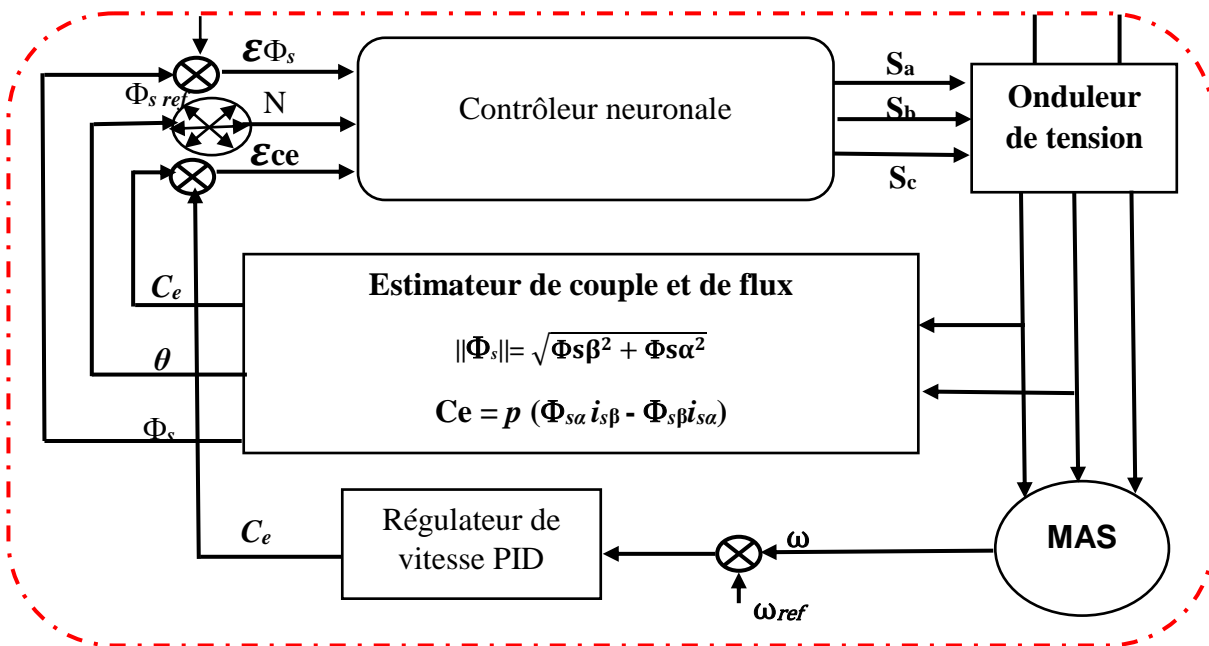 εΦs
Φs ref
N
εce
Contrôleur neuronale
Sa
Sb
Sc
Onduleur
de tension
Estimateur de couple et de flux
||Φs||= √Φsβ² + Φsα²
Ce = p (Φsα isβ - Φsβisα)
Ce
θ
Φs
Ce
Régulateur de
vitesse PID
ω
ωref
MAS